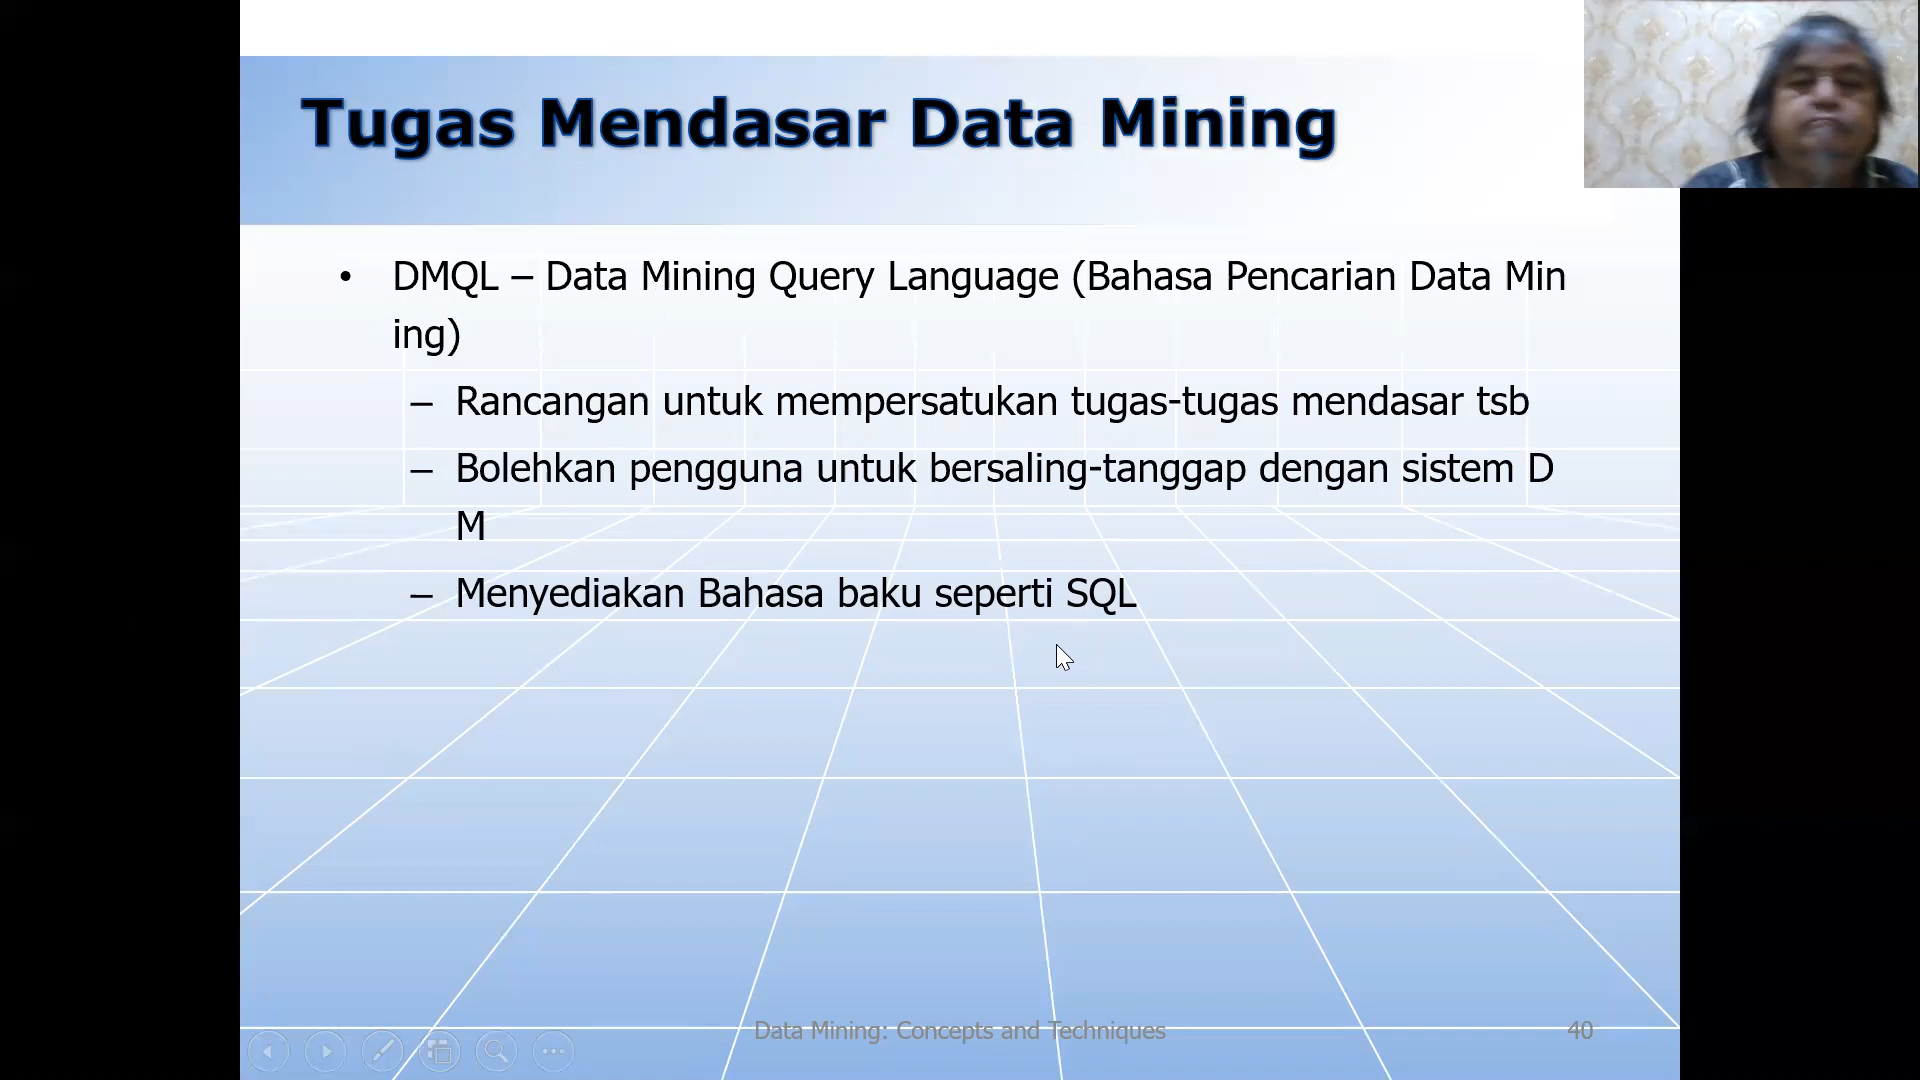 Tugas Mendasar Data Mining
• DMQL – Data Mining Query Language (Bahasa Pencarian Data Min
ing)
– Rancangan untuk mempersatukan tugas-tugas mendasar tsb
– Bolehkan pengguna untuk bersaling-tanggap dengan sistem D
M
– Menyediakan Bahasa baku seperti SQL
Data Mining: Concepts and Techniques
40